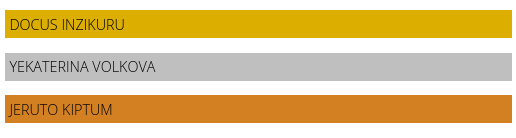 DOCUS INZIKURU
YEKATERINA VOLKOVA
JERUTO KIPTUM